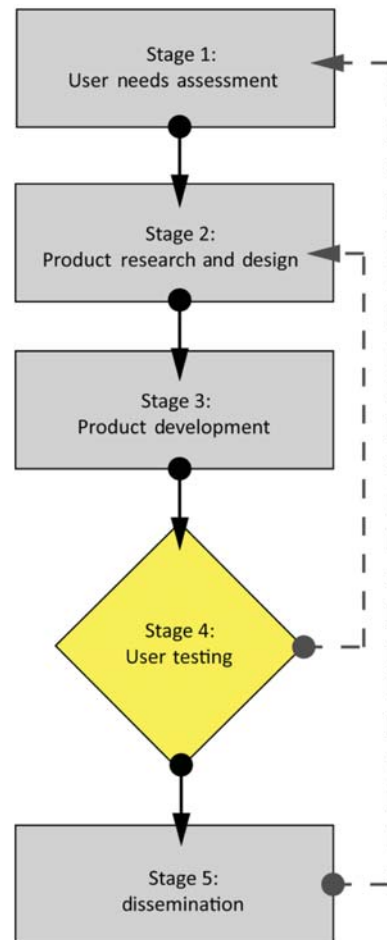 Stage 1:
User needs assessment
Stage 2:
Product research and design
Stage 3:
Product development
Stage 4:
User testing
Stage 5:
dissemination